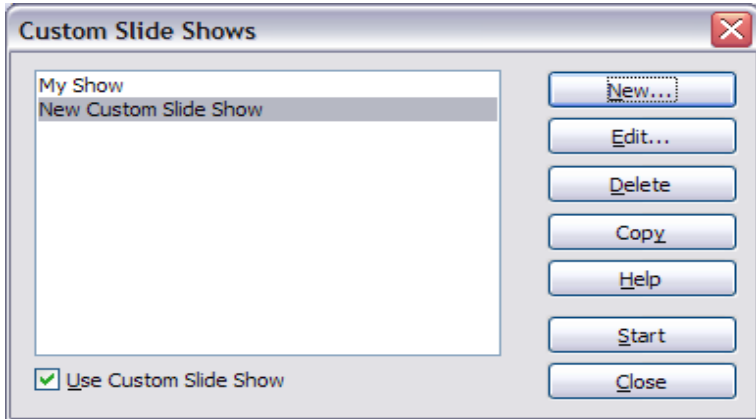 Custom Slide Shows
My Show
New Custom Slide Show
New...
Edit...
Delete
Copy
Help
Start
Use Custom Slide Show
Close